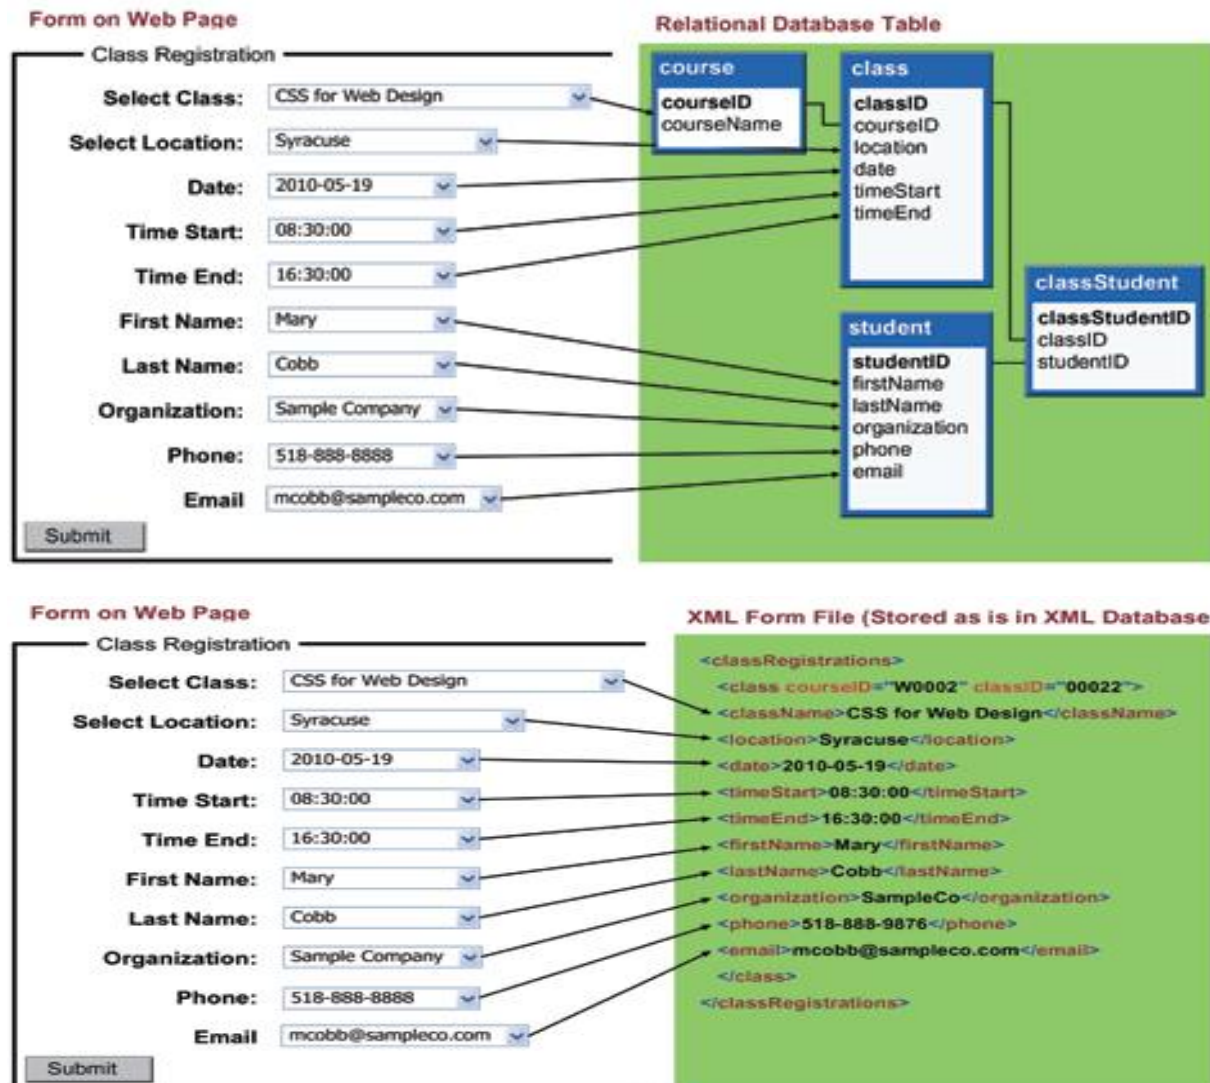 Form on Web Page
Class Registration
Select Class: CSS for Web Design
Select Location: Syracuse
Date: 2010-05-19
Time Start: 08:30:00
Time End: 16:30:00
First Name: Mary
Last Name: Cobb
Organization: Sample Company
Phone: 518-888-8888
Email mcobb@sampleco.com
Submit
Relational Database Table
course
courseID
courseName
class
classID
courseID
location
date
timeStart
timeEnd
student
studentID
firstName
lastName
organization
phone
email
classStudent
classStudentID
classID
studentID
Form on Web Page
Class Registration
Select Class: CSS for Web Design
Select Location: Syracuse
Date: 2010-05-19
Time Start: 08:30:00
Time End: 16:30:00
First Name: Mary
Last Name: Cobb
Organization: Sample Company
Phone: 518-888-8888
Email mcobb@sampleco.com
Submit
XML Form File (Stored as is in XML Database
<classRegistrations>
<class courseID="W0002" classID="00022">
<className>CSS for Web Design</className>
<location>Syracuse</location>
<date>2010-05-19</date>
<timeStart>08:30:00</timeStart>
<timeEnd>16:30:00</timeEnd>
<firstName>Mary</firstName>
<lastName>Cobb</lastName>
<organization>SampleCo</organization>
<phone>518-888-9876</phone>
<email>mcobb@sampleco.com</email>
</class>
</classRegistrations>